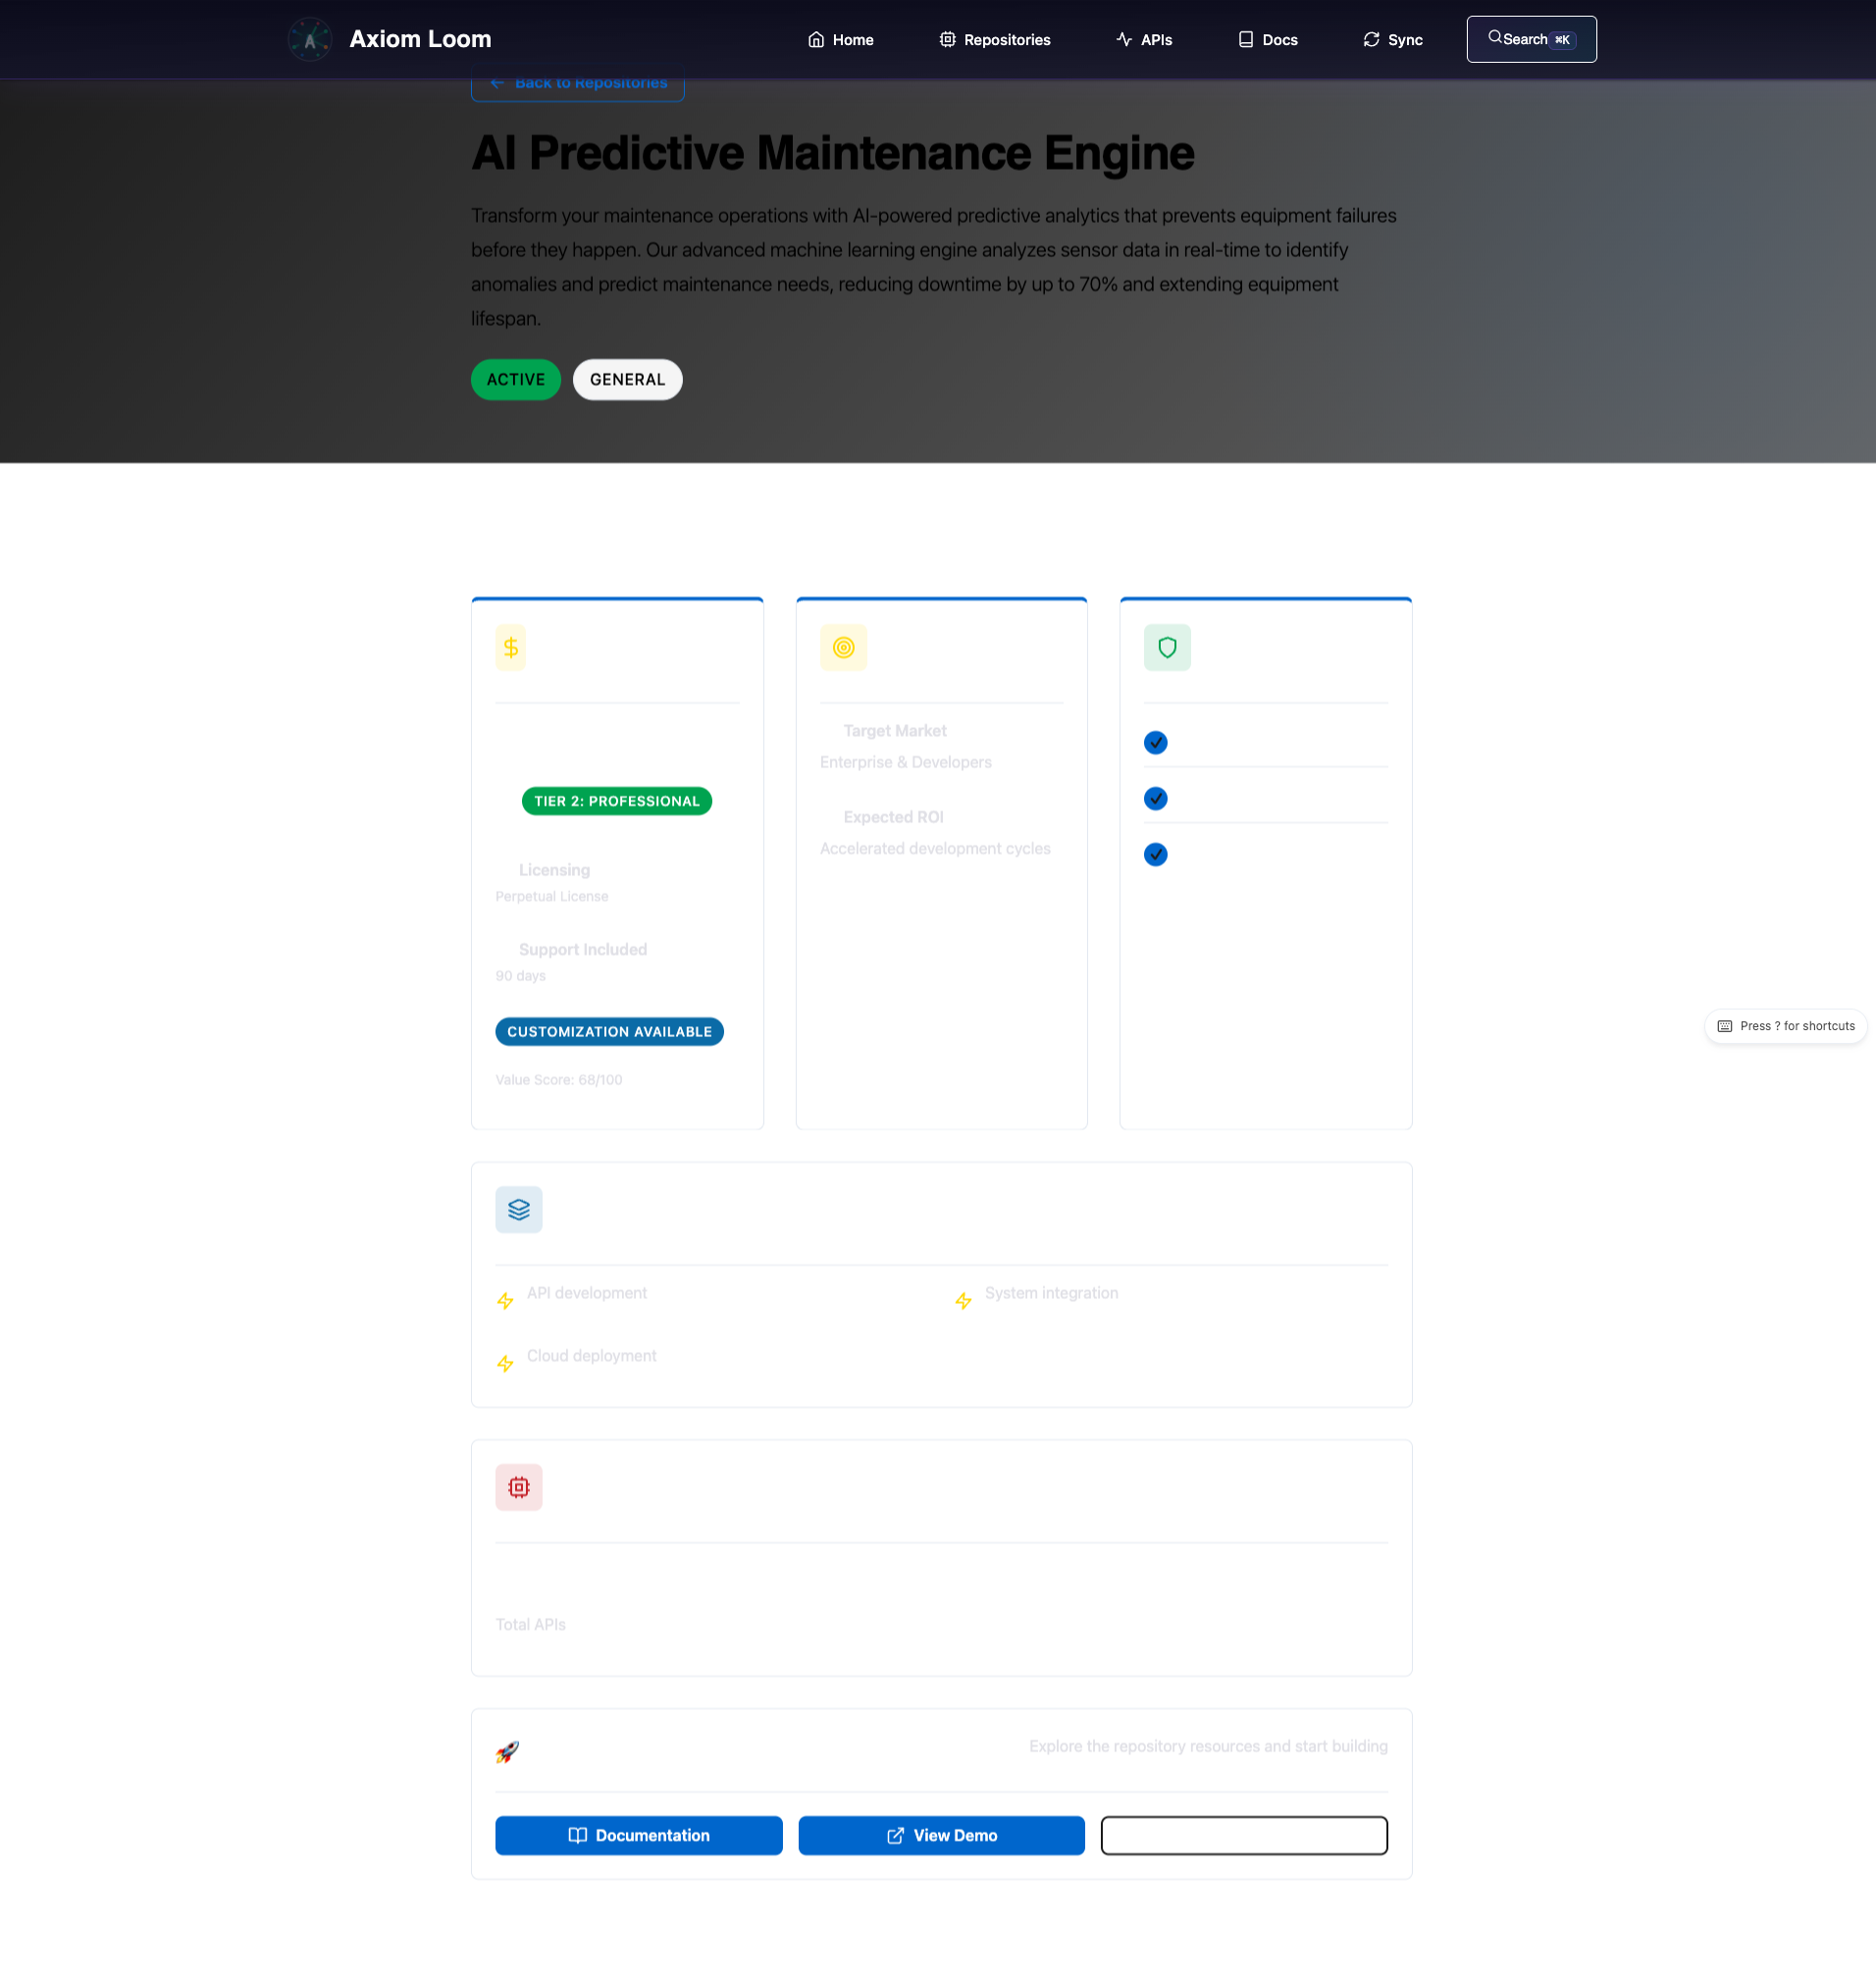 A
Axiom Loom
Home
Repositories
APIs
Docs
Sync
Search ⌘K
Back to Repositories
AI Predictive Maintenance Engine
Transform your maintenance operations with AI-powered predictive analytics that prevents equipment failures
before they happen. Our advanced machine learning engine analyzes sensor data in real-time to identify
anomalies and predict maintenance needs, reducing downtime by up to 70% and extending equipment
lifespan.
ACTIVE
GENERAL
TIER 2: PROFESSIONAL
Licensing
Perpetual License
Support Included
90 days
CUSTOMIZATION AVAILABLE
Value Score: 68/100
Target Market
Enterprise & Developers
Expected ROI
Accelerated development cycles
Press ? for shortcuts
API development
System integration
Cloud deployment
Total APIs
Explore the repository resources and start building
Documentation
View Demo